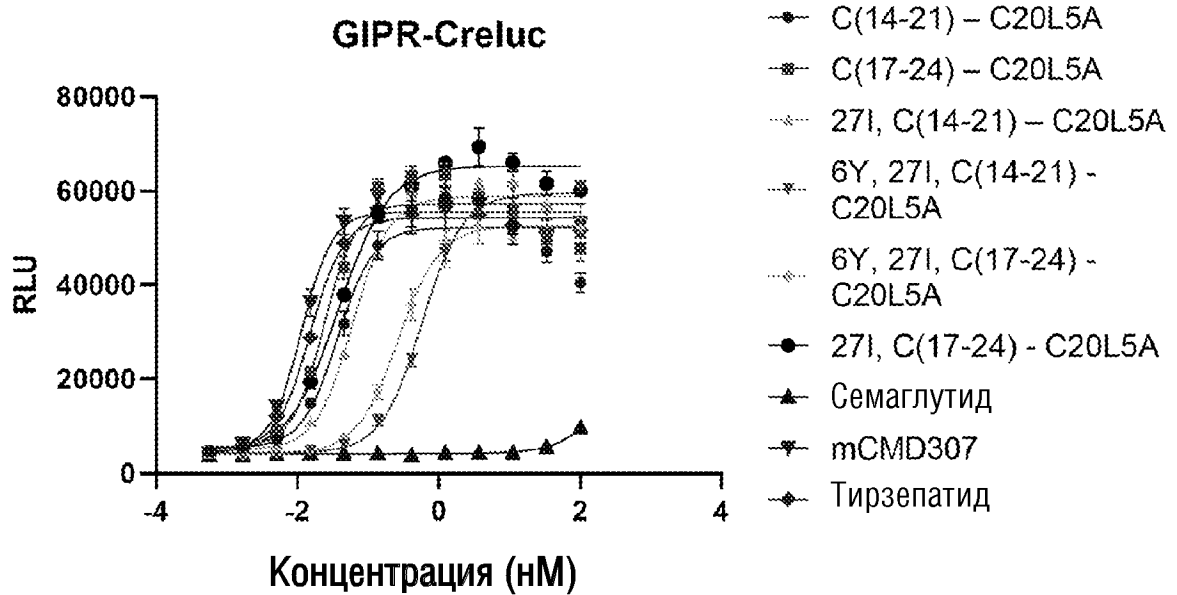 GIPR-Creluc
80000
60000
40000
20000
0
RLU
-4
-2
0
2
4
Концентрация (нМ)
C(14-21) – C20L5A
C(17-24) – C20L5A
27I, C(14-21) – C20L5A
6Y, 27I, C(14-21) -
C20L5A
6Y, 27I, C(17-24) -
C20L5A
27I, C(17-24) - C20L5A
Семаглутид
mCMD307
Тирзепатид